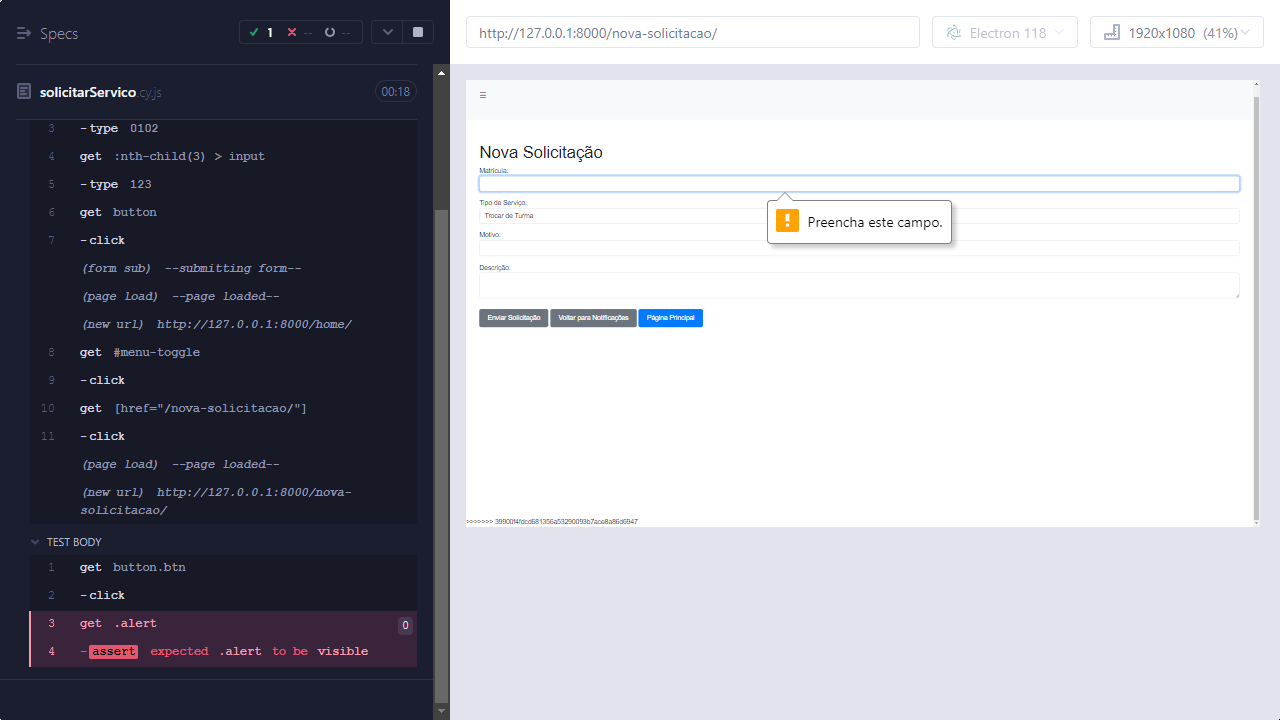 Specs
1 -- --
solicitarServico.cy.js
00:18
3 -type 0102
4 get :nth-child(3) > input
5 -type 123
6 get button
7 -click
(form sub) --submitting form--
(page load) --page loaded--
(new url) http://127.0.0.1:8000/home/
8 get #menu-toggle
9 -click
10 get [href="/nova-solicitacao/"]
11 -click
(page load) --page loaded--
(new url) http://127.0.0.1:8000/nova-
solicitacao/
TEST BODY
1 get button.btn
2 -click
3 get .alert 0
4 -assert expected .alert to be visible
http://127.0.0.1:8000/nova-solicitacao/
Electron 118
1920x1080 (41%)
Nova Solicitação
Matrícula:
Tipo de Serviço:
Trocar de Turma
Preencha este campo.
Motivo:
Descrição:
Enviar Solicitação Voltar para Notificações Página Principal
>>>>>>> 39900f4fdcd681356a53290093b7ace8a86d6947